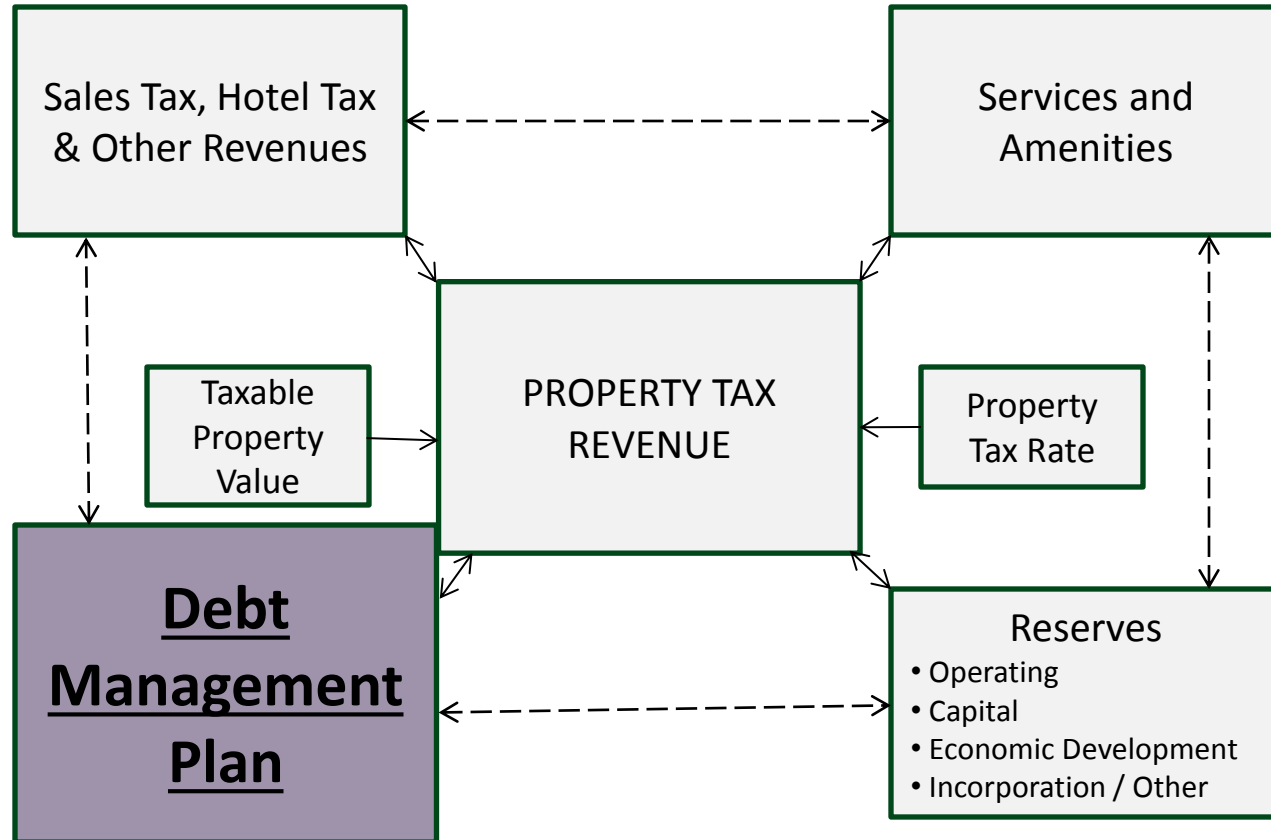 Sales Tax, Hotel Tax
& Other Revenues
Services and
Amenities
Taxable
Property
Value
PROPERTY TAX
REVENUE
Property
Tax Rate
Debt
Management
Plan
Reserves
• Operating
• Capital
• Economic Development
• Incorporation / Other